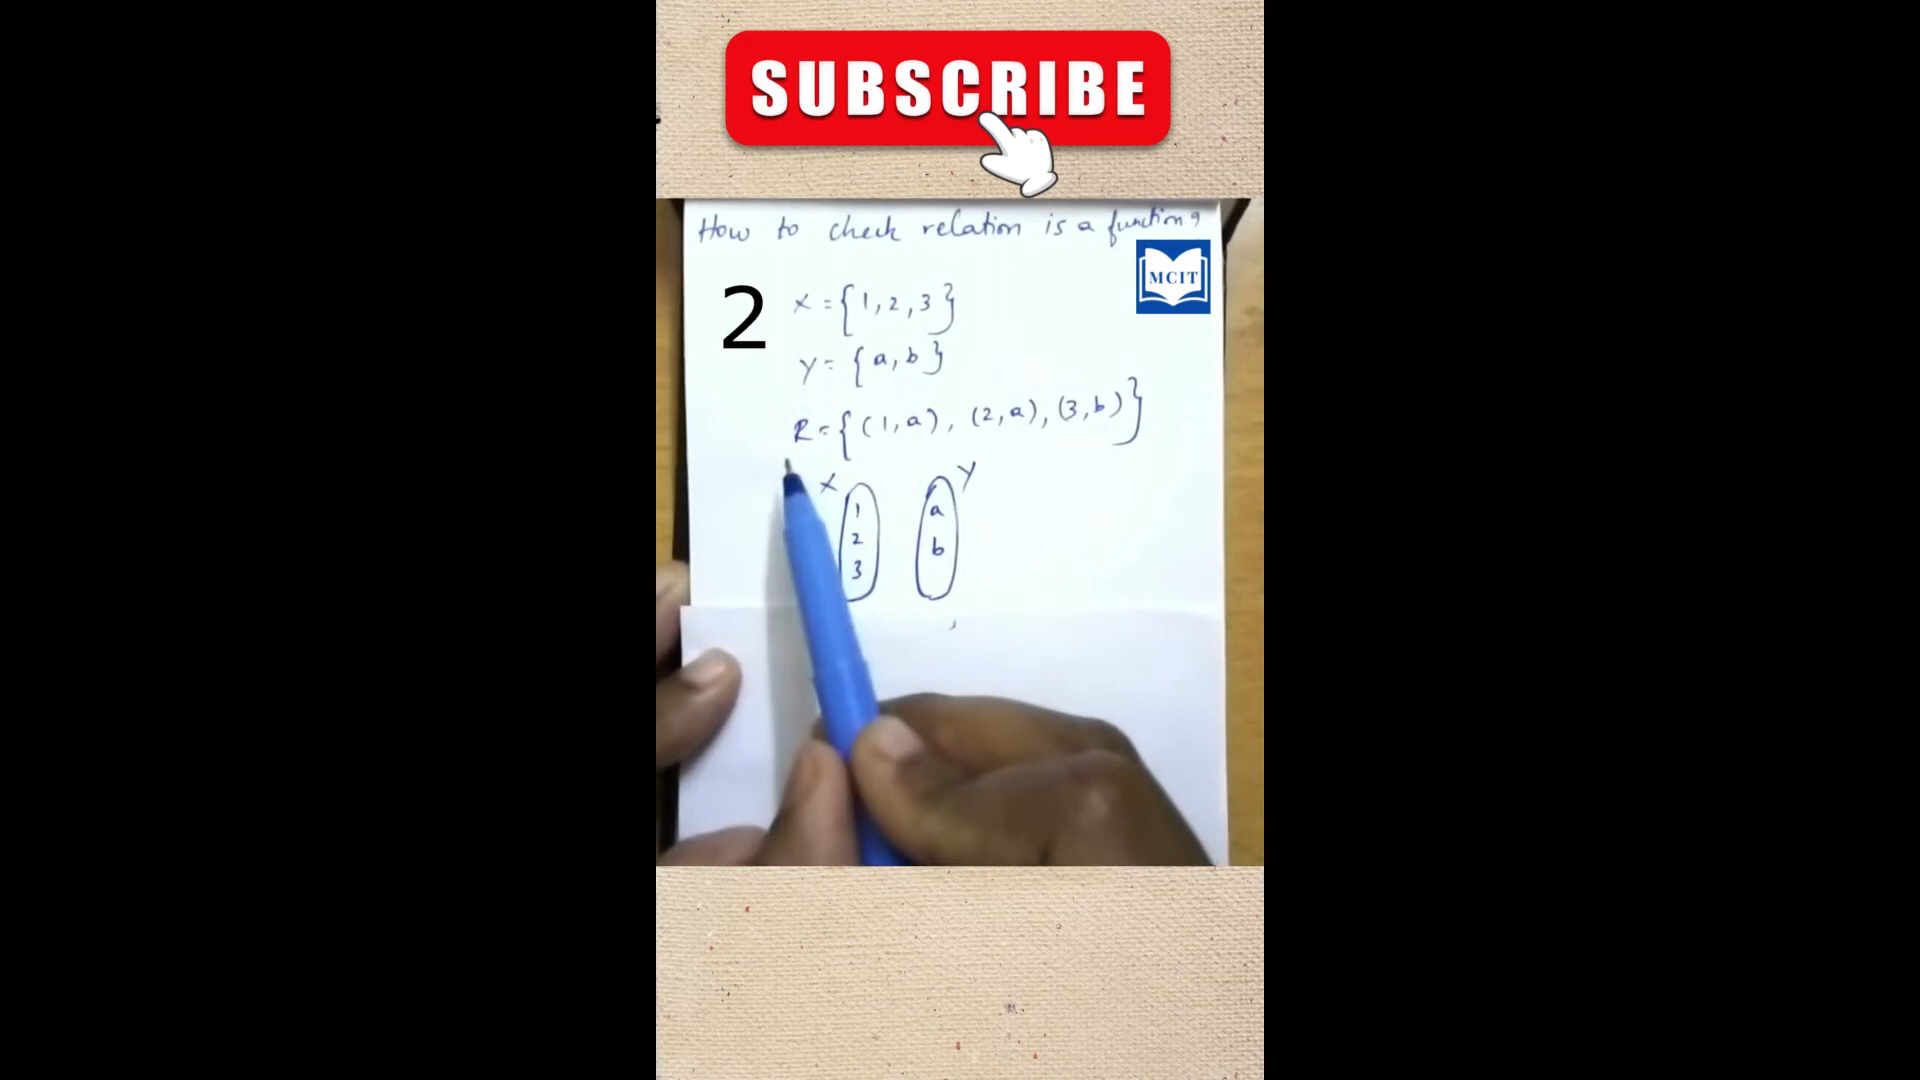 SUBSCRIBE
How to check relation is a function?
MCIT
2
X = {1, 2, 3}
Y = {a, b}
R = {(1, a), (2, a), (3, b)}
X Y
1 a
2 b
3